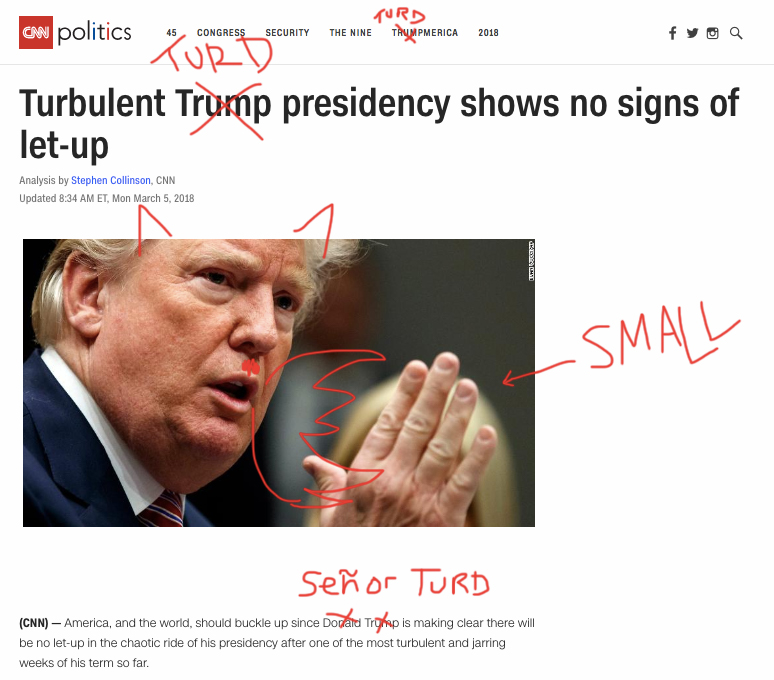 TURD
CNN politics 45 CONGRESS SECURITY THE NINE TRUMPMERICA 2018
TURD
Turbulent Trump presidency shows no signs of
let-up
Analysis by Stephen Collinson, CNN
Updated 8:34 AM ET, Mon March 5, 2018
SMALL
Señor TURD
(CNN) — America, and the world, should buckle up since Donald Trump is making clear there will
be no let-up in the chaotic ride of his presidency after one of the most turbulent and jarring
weeks of his term so far.